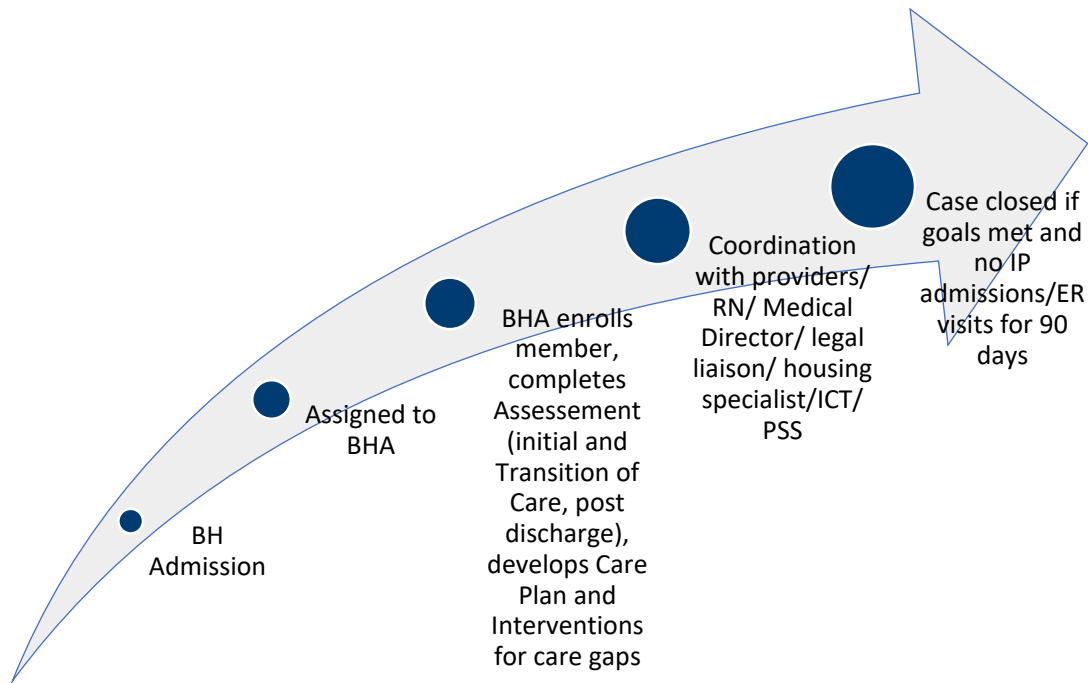 BH
Admission
Assigned to
BHA
BHA enrolls
member,
completes
Assessement
(initial and
Transition of
Care, post
discharge),
develops Care
Plan and
Interventions
for care gaps
Coordination
with providers/
RN/ Medical
Director/ legal
liaison/ housing
specialist/ICT/
PSS
Case closed if
goals met and
no IP
admissions/ER
visits for 90
days